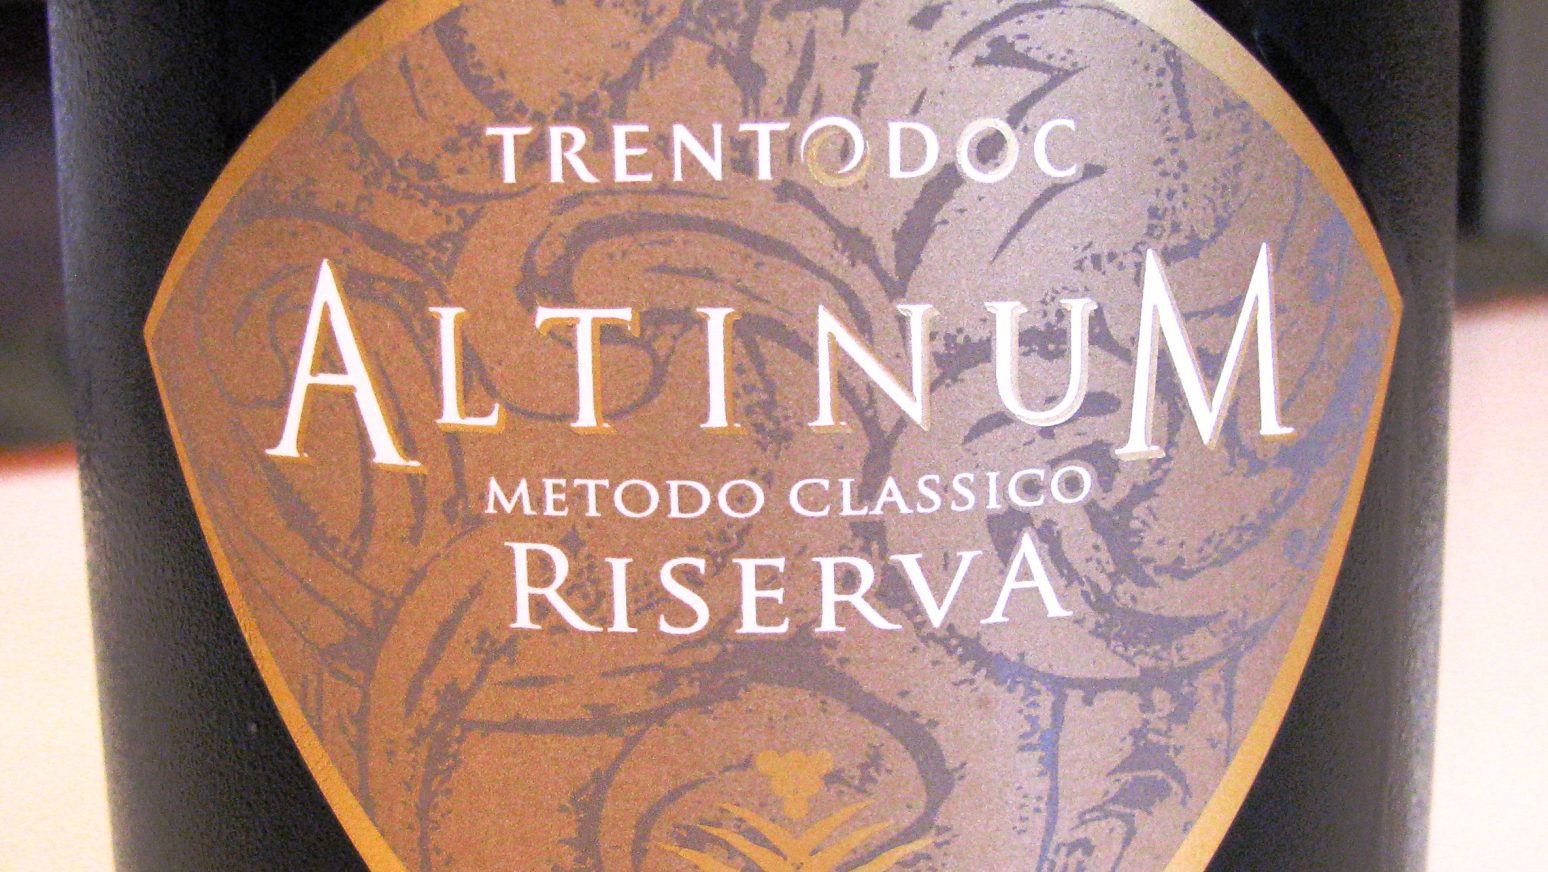 TRENTODOC
ALTINUM
METODO CLASSICO
RISERVA